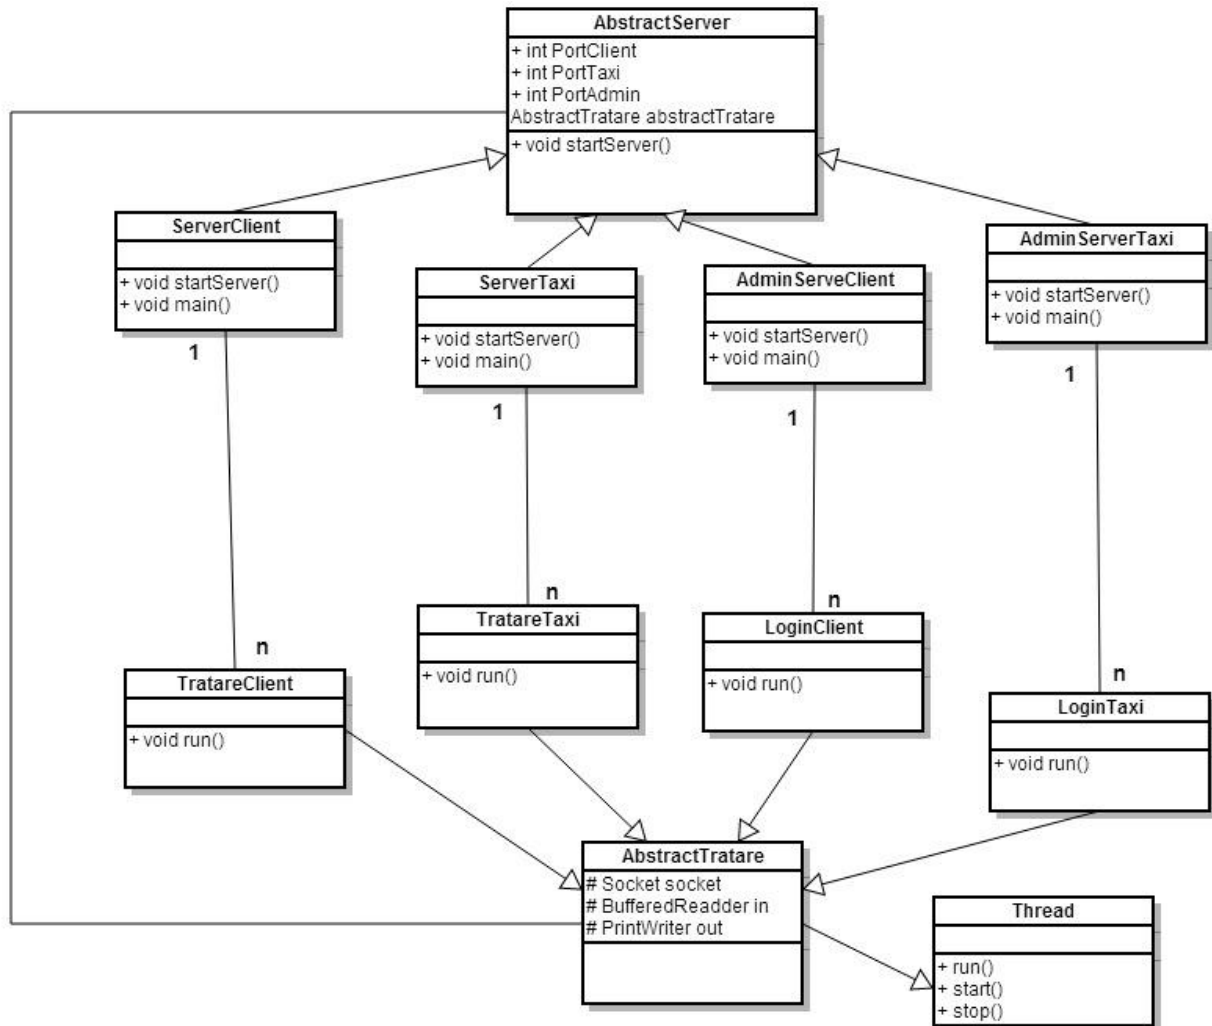 AbstractServer
+ int PortClient
+ int PortTaxi
+ int PortAdmin
AbstractTratare abstractTratare
+ void startServer()
ServerClient
+ void startServer()
+ void main()
1
ServerTaxi
+ void startServer()
+ void main()
1
AdminServeClient
+ void startServer()
+ void main()
1
AdminServerTaxi
+ void startServer()
+ void main()
1
n
TratareClient
+ void run()
n
TratareTaxi
+ void run()
n
LoginClient
+ void run()
n
LoginTaxi
+ void run()
AbstractTratare
# Socket socket
# BufferedReadder in
# PrintWriter out
Thread
+ run()
+ start()
+ stop()